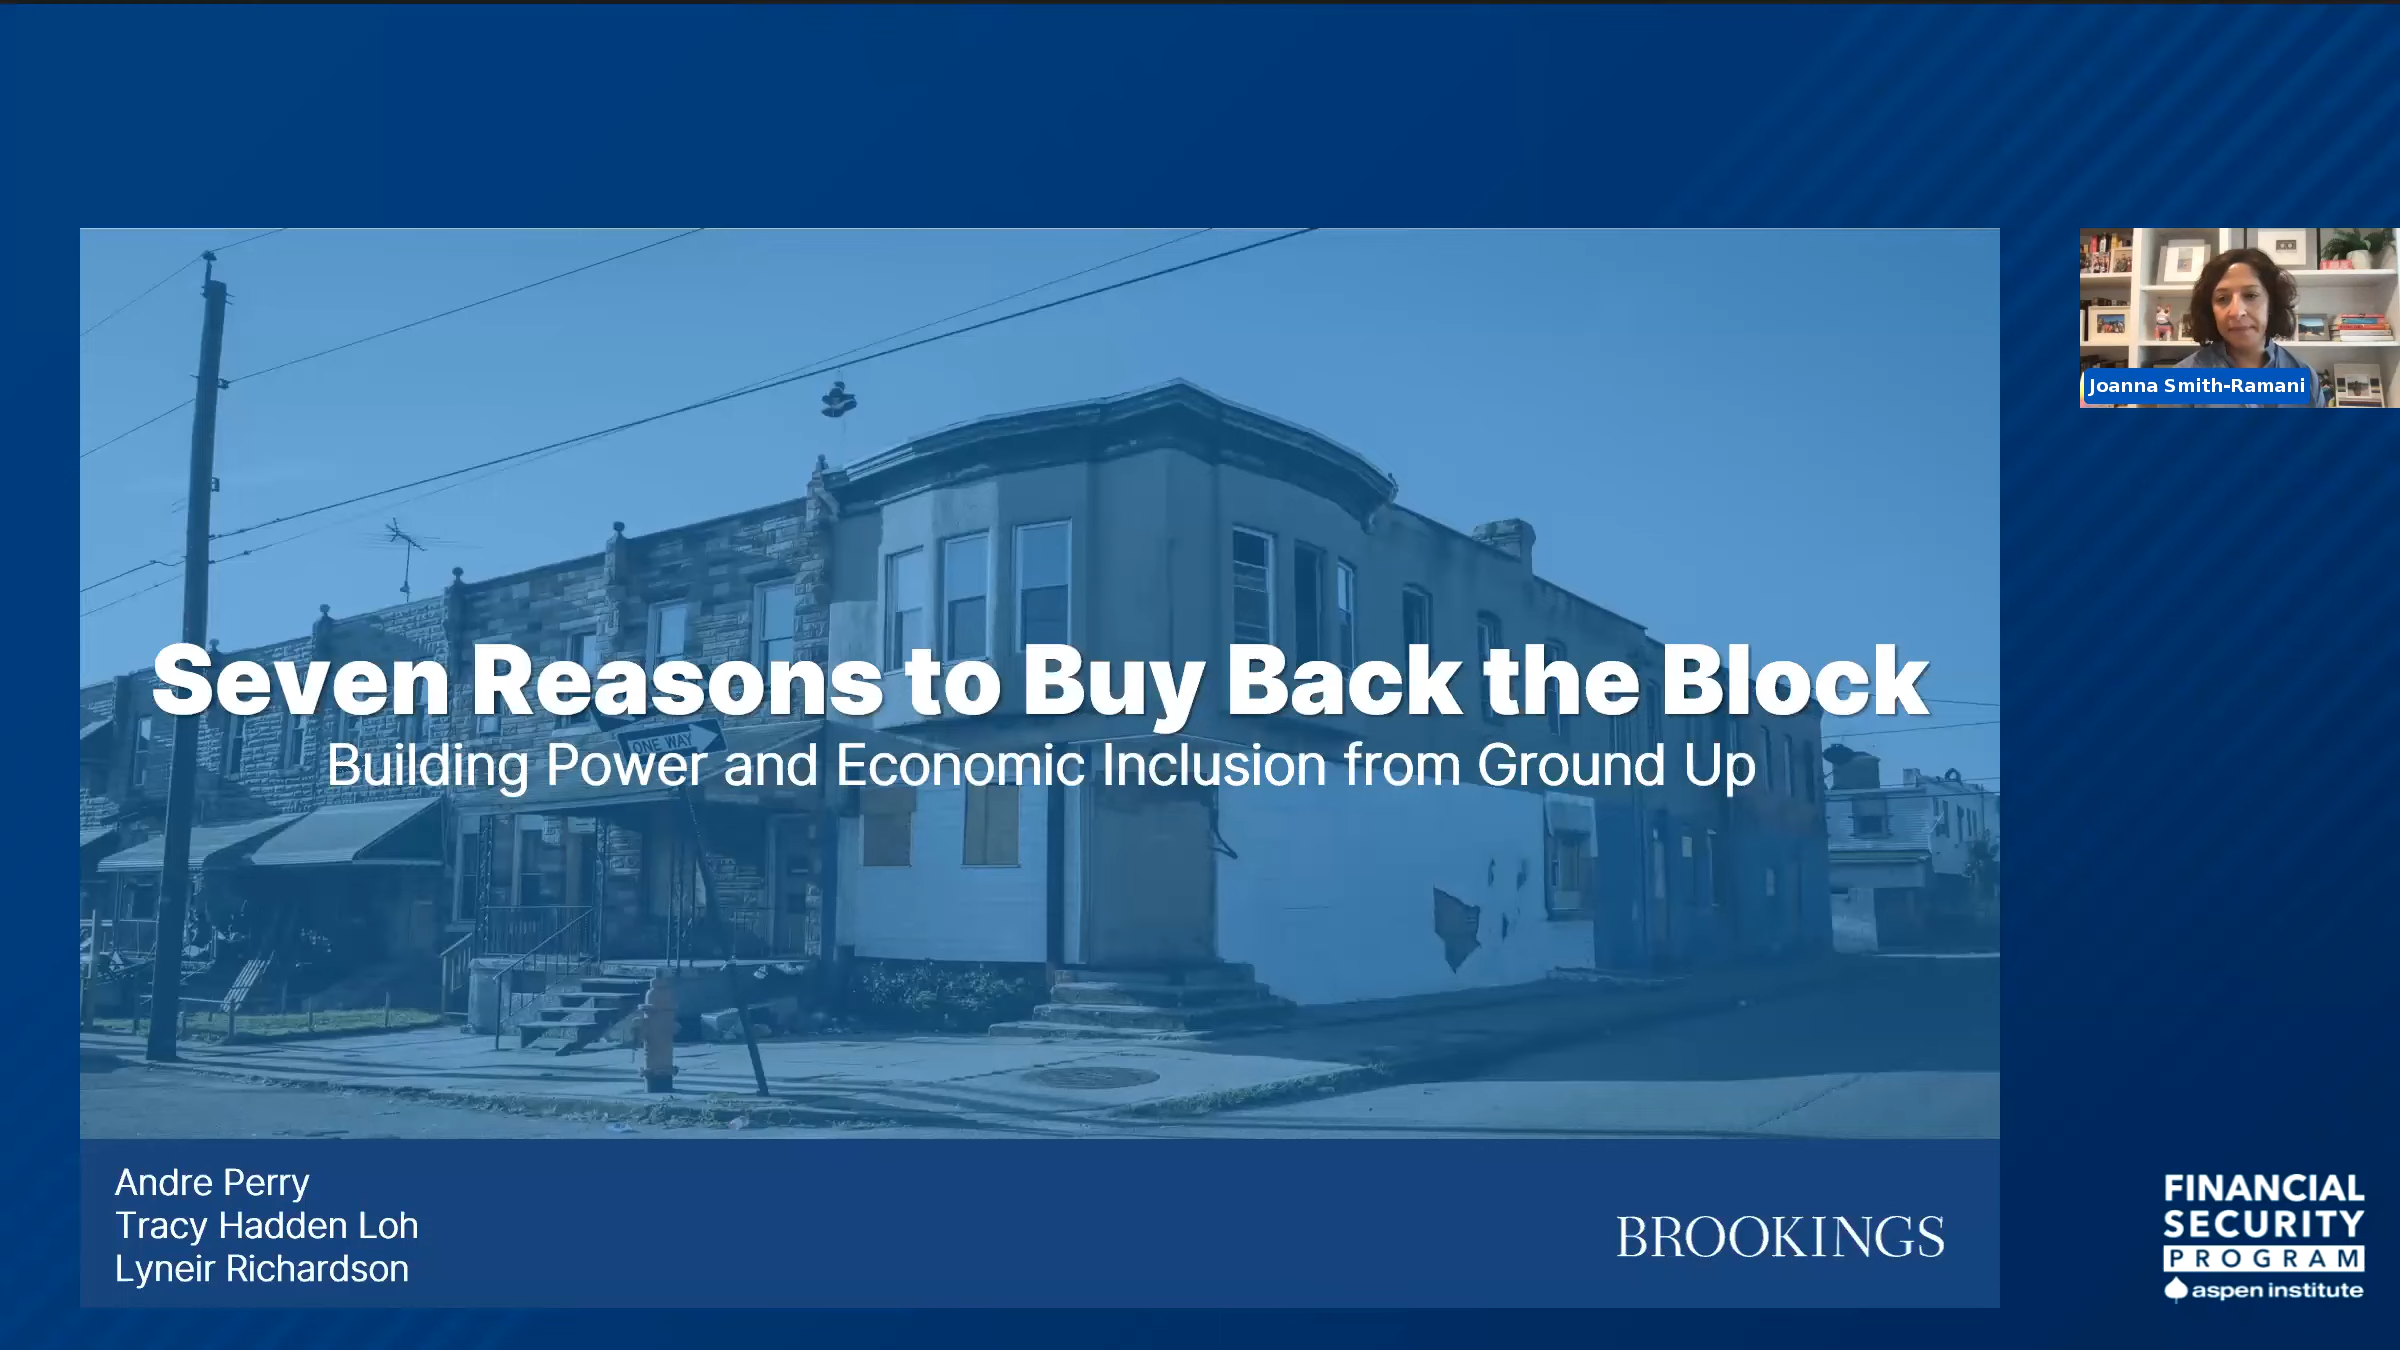 Seven Reasons to Buy Back the Block
ONE WAY
Building Power and Economic Inclusion from Ground Up
Joanna Smith-Ramani
Andre Perry
Tracy Hadden Loh
Lyneir Richardson
BROOKINGS
FINANCIAL
SECURITY
PROGRAM
aspen institute